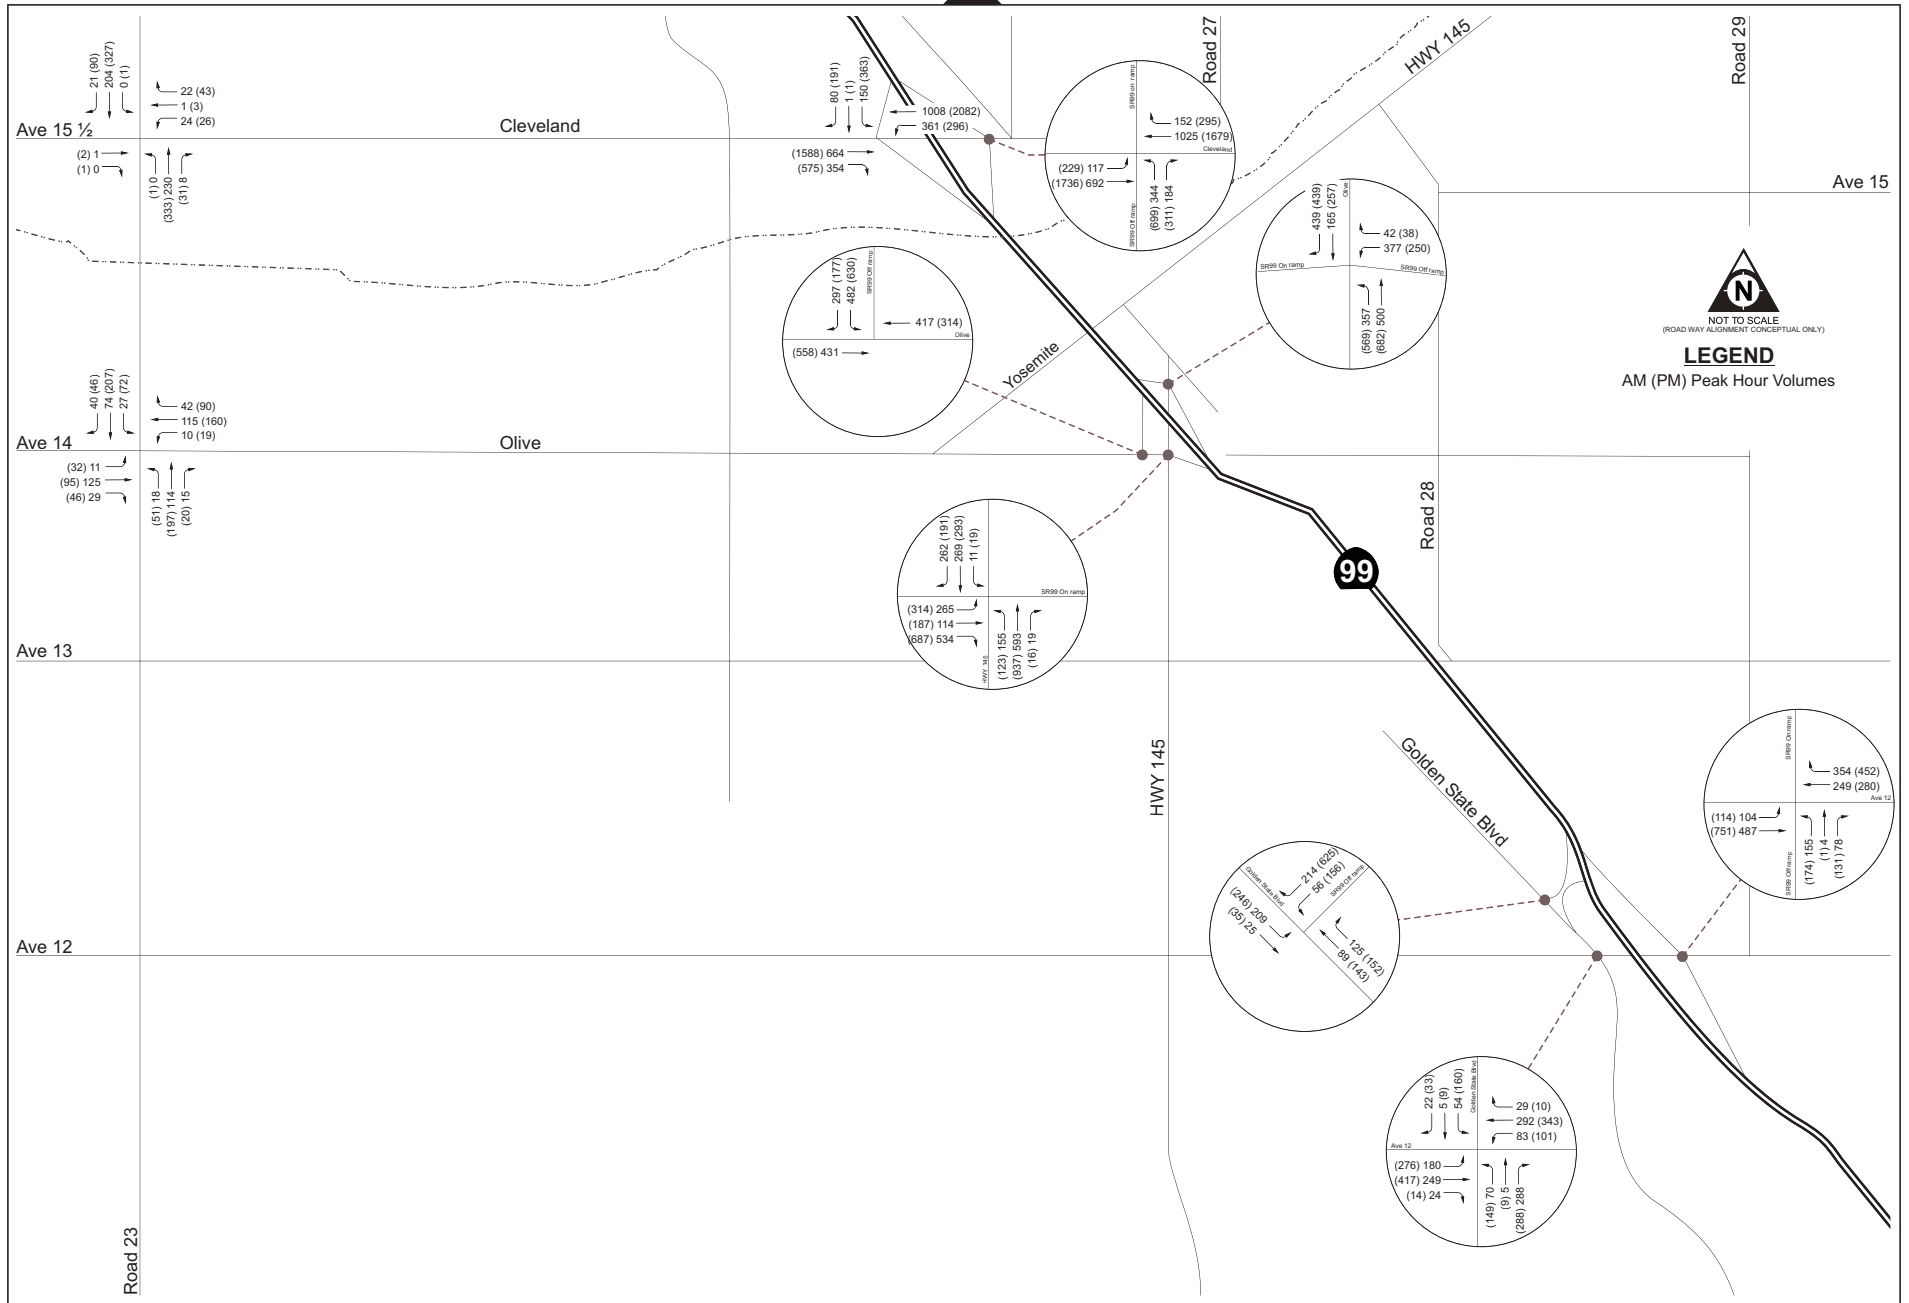 Road 27
HWY 145
Road 29
21 (90)
204 (327)
0 (1)
22 (43)
1 (3)
24 (26)
Ave 15 ½
(2) 1
(1) 0
(1) 0
(333) 230
(31) 8
Cleveland
80 (191)
1 (1)
150 (363)
1008 (2082)
361 (296)
(1588) 664
(575) 354
SR99 on ramp
152 (295)
1025 (1679)
Cleveland
(229) 117
(1736) 692
SR99 Off ramp
(699) 344
(311) 184
Ave 15
439 (439)
165 (257)
Olive
42 (38)
377 (250)
SR99 On ramp
SR99 Off ramp
(569) 357
(682) 500
297 (177)
482 (630)
SR99 Off ramp
417 (314)
Olive
(558) 431
Yosemite
N
NOT TO SCALE
(ROAD WAY ALIGNMENT CONCEPTUAL ONLY)
LEGEND
AM (PM) Peak Hour Volumes
40 (46)
74 (207)
27 (72)
42 (90)
115 (160)
10 (19)
Ave 14
(32) 11
(95) 125
(46) 29
(51) 18
(197) 114
(20) 15
Olive
Road 28
99
262 (191)
269 (293)
11 (19)
SR99 On ramp
(314) 265
(187) 114
(687) 534
HWY 145
(123) 155
(937) 593
(16) 19
Ave 13
HWY 145
Golden State Blvd
SR99 On ramp
354 (452)
249 (280)
Ave 12
(114) 104
(751) 487
SR99 Off ramp
(174) 155
(1) 4
(131) 78
Golden State Blvd
214 (625)
56 (156)
SR99 Off ramp
(246) 209
(35) 25
125 (152)
89 (143)
Ave 12
22 (33)
5 (9)
54 (160)
Golden State Blvd
29 (10)
292 (343)
83 (101)
Ave 12
(276) 180
(417) 249
(14) 24
(149) 70
(9) 5
(288) 288
Road 23